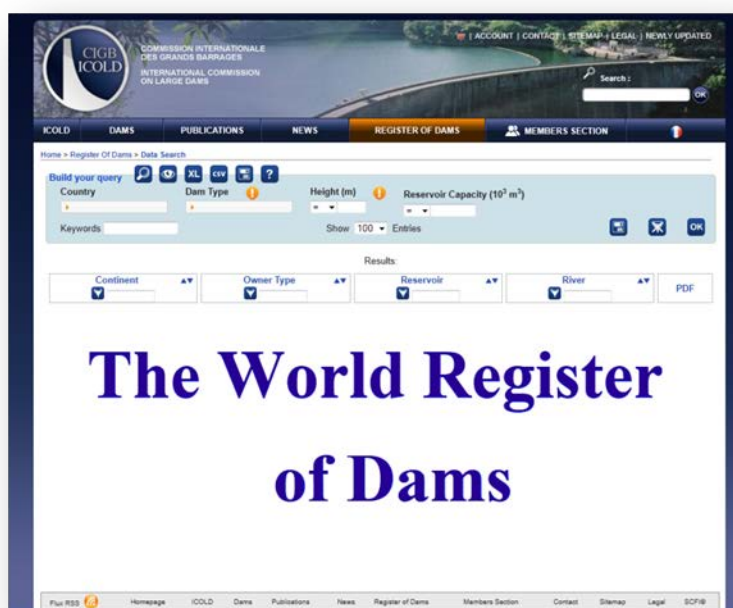 CIGB
ICOLD
COMMISSION INTERNATIONALE
DES GRANDS BARRAGES
INTERNATIONAL COMMISSION
ON LARGE DAMS
| ACCOUNT | CONTACT | SITEMAP | LEGAL | NEWLY UPDATED
Search :
OK
ICOLD DAMS PUBLICATIONS NEWS REGISTER OF DAMS MEMBERS SECTION
Home > Register Of Dams > Data Search
Build your query XL CSV ?
Country Dam Type ! Height (m) ! Reservoir Capacity (10³ m³)
= =
Keywords Show 100 Entries OK
Results:
Continent Owner Type Reservoir River PDF
The World Register
of Dams
Flux RSS Homepage ICOLD Dams Publications News Register of Dams Members Section Contact Sitemap Legal SCFI®